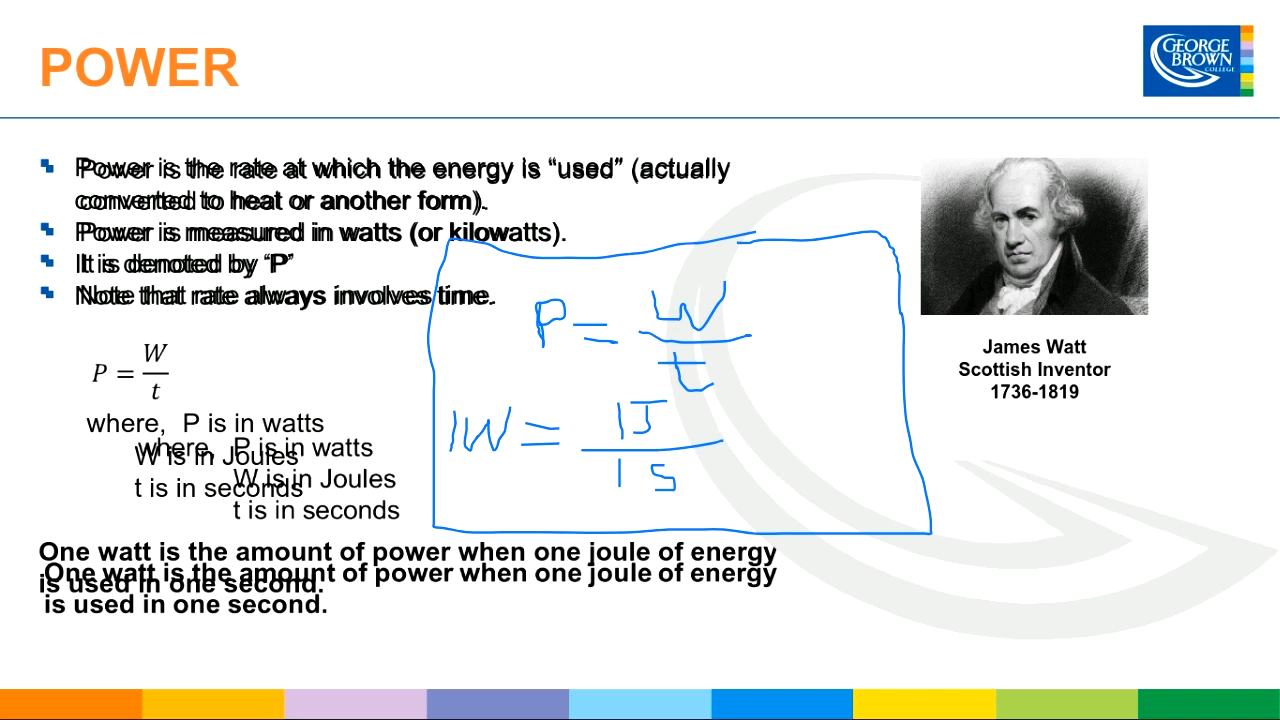 POWER
GEORGE
BROWN
COLLEGE
Power is the rate at which the energy is “used” (actually
converted to heat or another form).
Power is measured in watts (or kilowatts).
It is denoted by “P”
Note that rate always involves time.
P = W/t
where, P is in watts
W is in Joules
t is in seconds
where, P is in watts
W is in Joules
t is in seconds
One watt is the amount of power when one joule of energy
is used in one second.
One watt is the amount of power when one joule of energy
is used in one second.
P = W/t
1W = 1J/1s
James Watt
Scottish Inventor
1736-1819